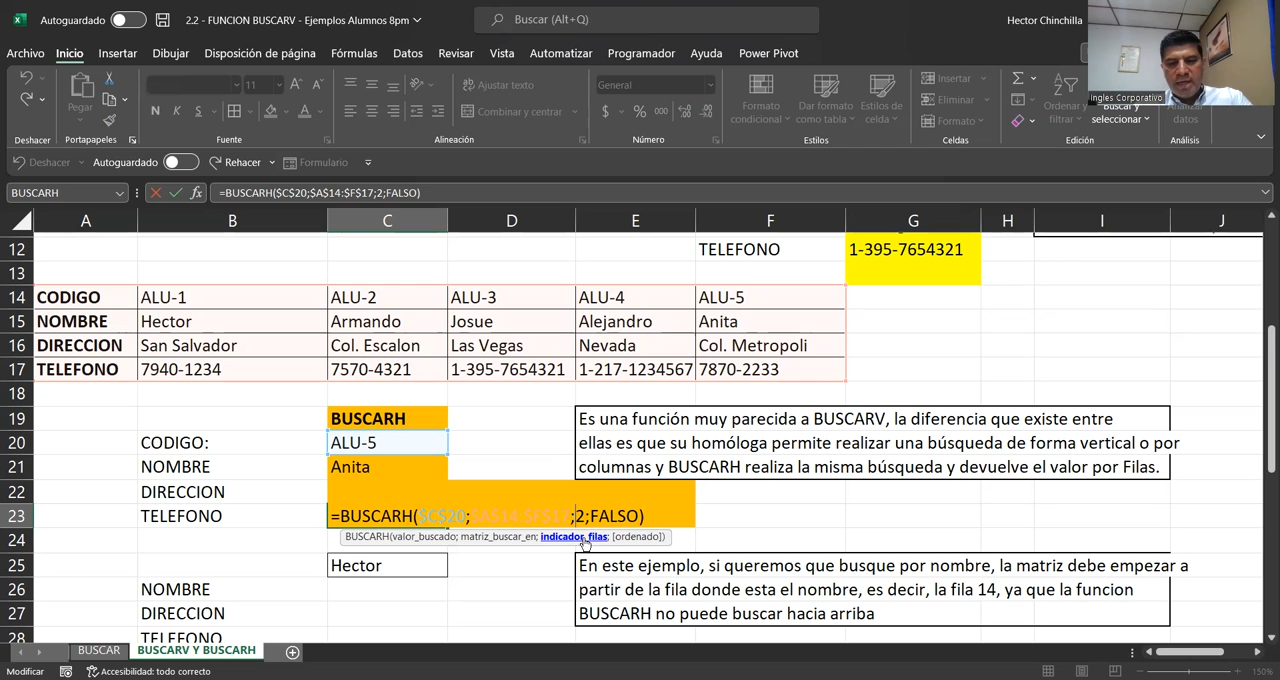 Autoguardado 2.2 - FUNCION BUSCARV - Ejemplos Alumnos 8pm Buscar (Alt+Q) Hector Chinchilla
Archivo Inicio Insertar Dibujar Disposición de página Fórmulas Datos Revisar Vista Automatizar Programador Ayuda Power Pivot
11 Ajustar texto General Insertar
Pegar N K S Combinar y centrar $ % 000 Formato condicional Dar formato como tabla Estilos de celda Eliminar Formato Ordenar y filtrar Buscar y seleccionar Analizar datos
Ingles Corporativo
Deshacer Portapapeles Fuente Alineación Número Estilos Celdas Edición Análisis
Deshacer Autoguardado Rehacer Formulario
BUSCARH fx =BUSCARH($C$20;$A$14:$F$17;2;FALSO)
A B C D E F G H I J
12 TELEFONO 1-395-7654321
13
14 CODIGO ALU-1 ALU-2 ALU-3 ALU-4 ALU-5
15 NOMBRE Hector Armando Josue Alejandro Anita
16 DIRECCION San Salvador Col. Escalon Las Vegas Nevada Col. Metropoli
17 TELEFONO 7940-1234 7570-4321 1-395-7654321 1-217-1234567 7870-2233
18
19 BUSCARH Es una función muy parecida a BUSCARV, la diferencia que existe entre
20 CODIGO: ALU-5 ellas es que su homóloga permite realizar una búsqueda de forma vertical o por
21 NOMBRE Anita columnas y BUSCARH realiza la misma búsqueda y devuelve el valor por Filas.
22 DIRECCION
23 TELEFONO =BUSCARH($C$20;$A$14:$F$17;2;FALSO)
24 BUSCARH(valor_buscado; matriz_buscar_en; indicador_filas; [ordenado])
25 Hector En este ejemplo, si queremos que busque por nombre, la matriz debe empezar a
26 NOMBRE partir de la fila donde esta el nombre, es decir, la fila 14, ya que la funcion
27 DIRECCION BUSCARH no puede buscar hacia arriba
28 TELEFONO
BUSCAR BUSCARV Y BUSCARH
Modificar Accesibilidad: todo correcto 150%